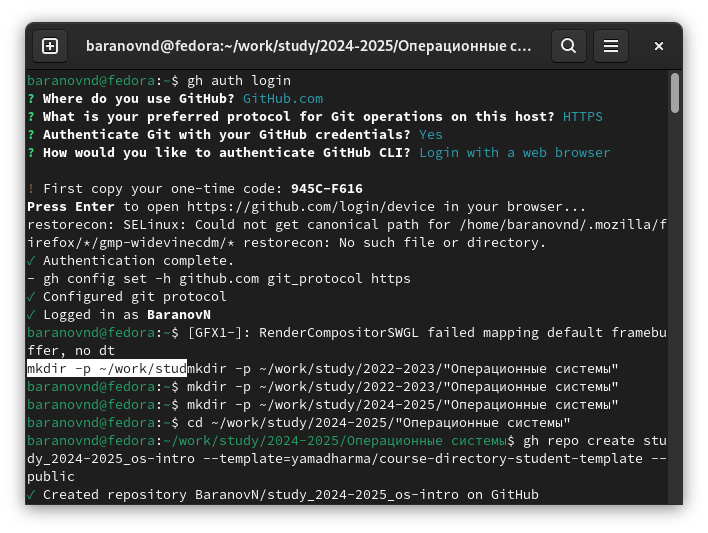 baranovnd@fedora:~/work/study/2024-2025/Операционные с...
baranovnd@fedora:~$ gh auth login
? Where do you use GitHub? GitHub.com
? What is your preferred protocol for Git operations on this host? HTTPS
? Authenticate Git with your GitHub credentials? Yes
? How would you like to authenticate GitHub CLI? Login with a web browser
! First copy your one-time code: 945C-F616
Press Enter to open https://github.com/login/device in your browser...
restorecon: SELinux: Could not get canonical path for /home/baranovnd/.mozilla/f
irefox/*/gmp-widevinecdm/* restorecon: No such file or directory.
✓ Authentication complete.
- gh config set -h github.com git_protocol https
✓ Configured git protocol
✓ Logged in as BaranovN
baranovnd@fedora:~$ [GFX1-]: RenderCompositorSWGL failed mapping default framebu
ffer, no dt
mkdir -p ~/work/studmkdir -p ~/work/study/2022-2023/"Операционные системы"
baranovnd@fedora:~$ mkdir -p ~/work/study/2022-2023/"Операционные системы"
baranovnd@fedora:~$ mkdir -p ~/work/study/2024-2025/"Операционные системы"
baranovnd@fedora:~$ cd ~/work/study/2024-2025/"Операционные системы"
baranovnd@fedora:~/work/study/2024-2025/Операционные системы$ gh repo create stu
dy_2024-2025_os-intro --template=yamadharma/course-directory-student-template --
public
✓ Created repository BaranovN/study_2024-2025_os-intro on GitHub